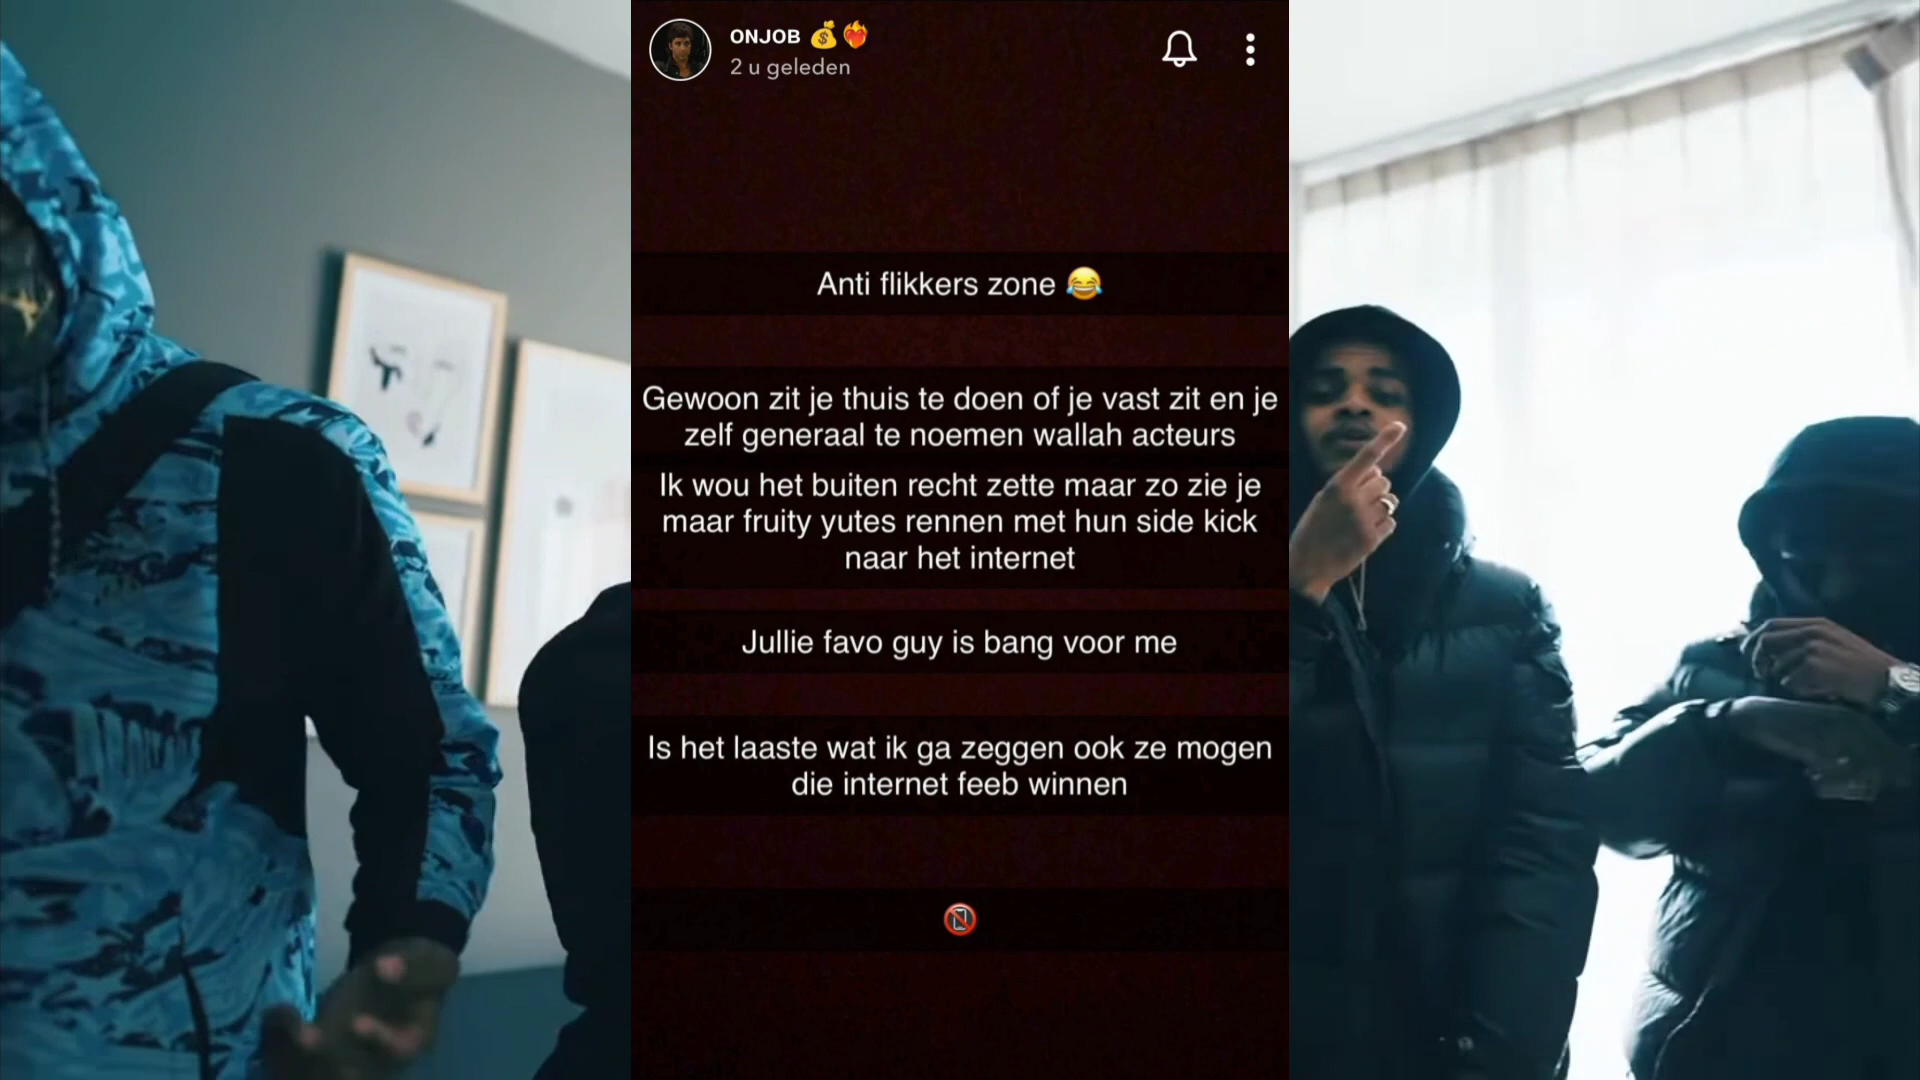 ONJOB 💰❤️‍🔥
2 u geleden
Anti flikkers zone 😂
Gewoon zit je thuis te doen of je vast zit en je
zelf generaal te noemen wallah acteurs
Ik wou het buiten recht zette maar zo zie je
maar fruity yutes rennen met hun side kick
naar het internet
Jullie favo guy is bang voor me
Is het laaste wat ik ga zeggen ook ze mogen
die internet feeb winnen
📵